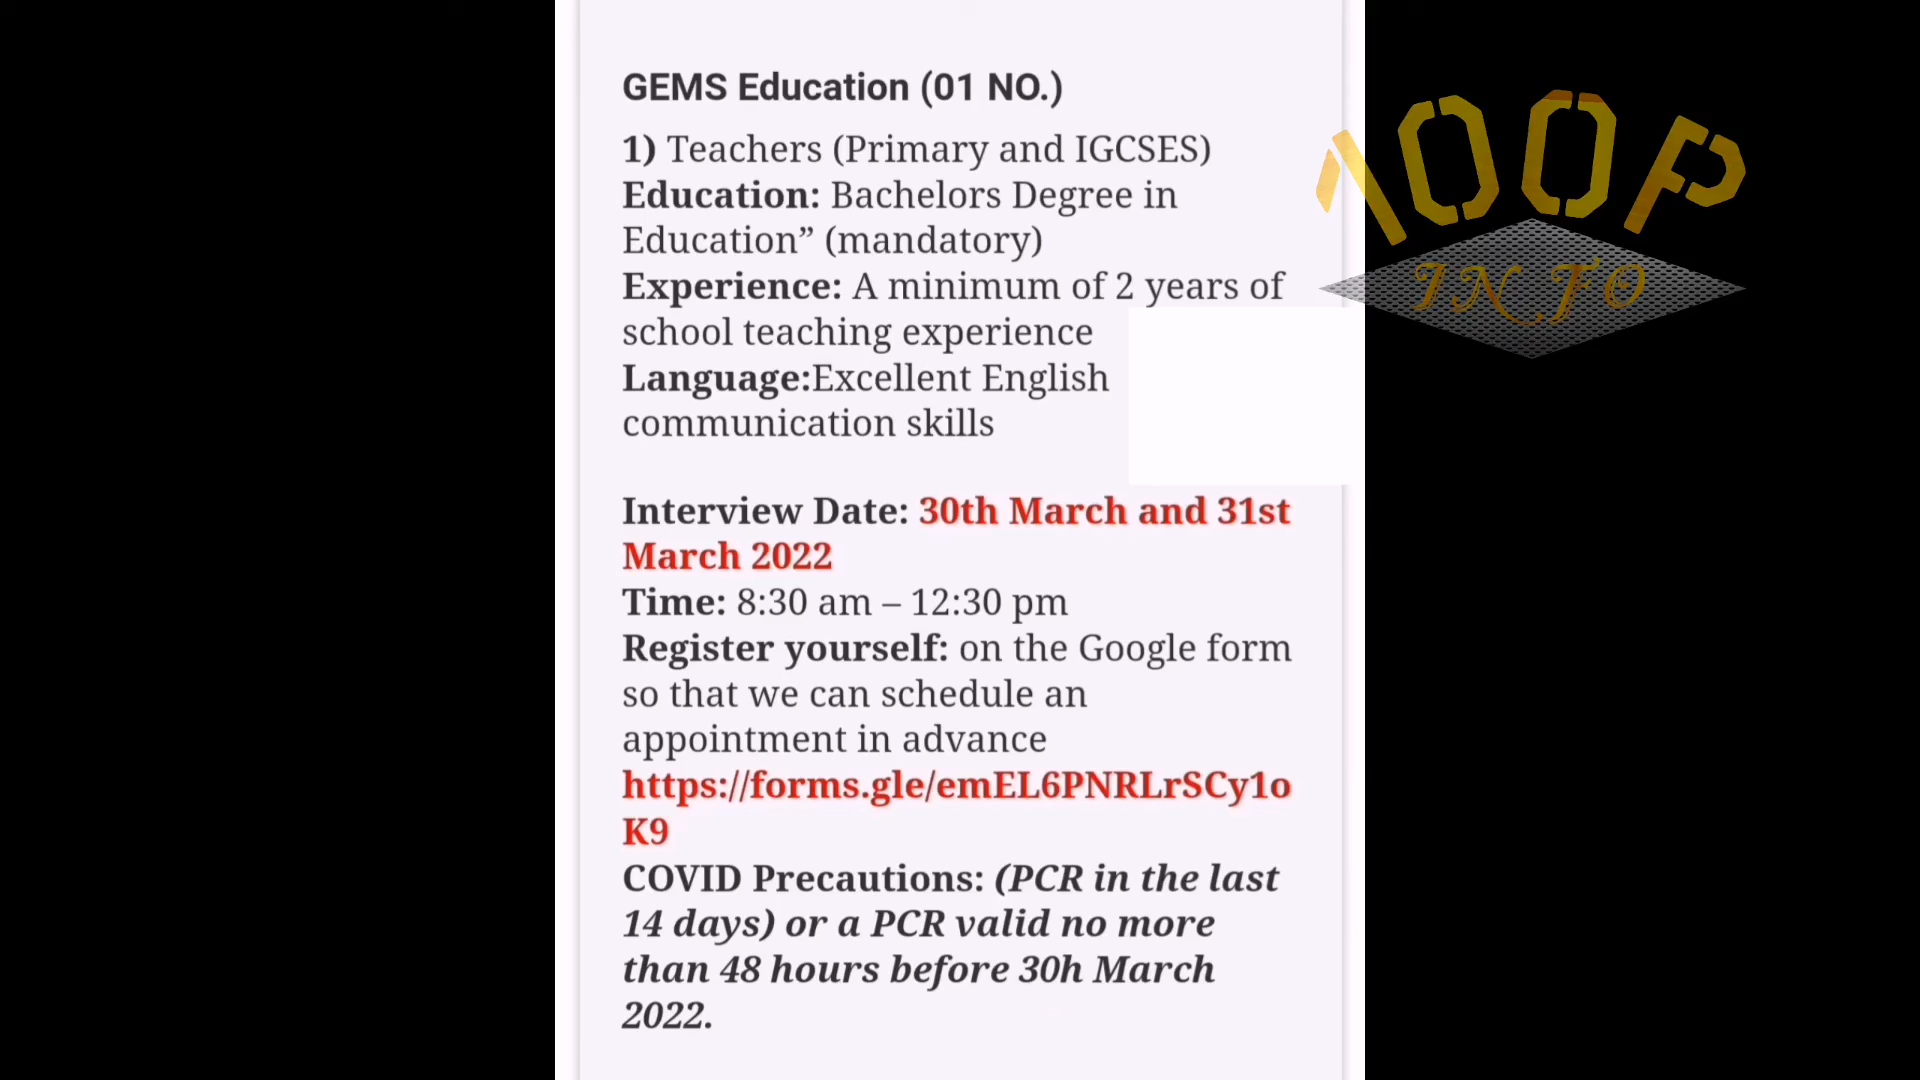 GEMS Education (01 NO.)
1) Teachers (Primary and IGCSES)
Education: Bachelors Degree in
Education” (mandatory)
Experience: A minimum of 2 years of
school teaching experience
Language:Excellent English
communication skills
Interview Date: 30th March and 31st
March 2022
Time: 8:30 am – 12:30 pm
Register yourself: on the Google form
so that we can schedule an
appointment in advance
https://forms.gle/emEL6PNRLrSCy1o
K9
COVID Precautions: (PCR in the last
14 days) or a PCR valid no more
than 48 hours before 30h March
2022.
INFO